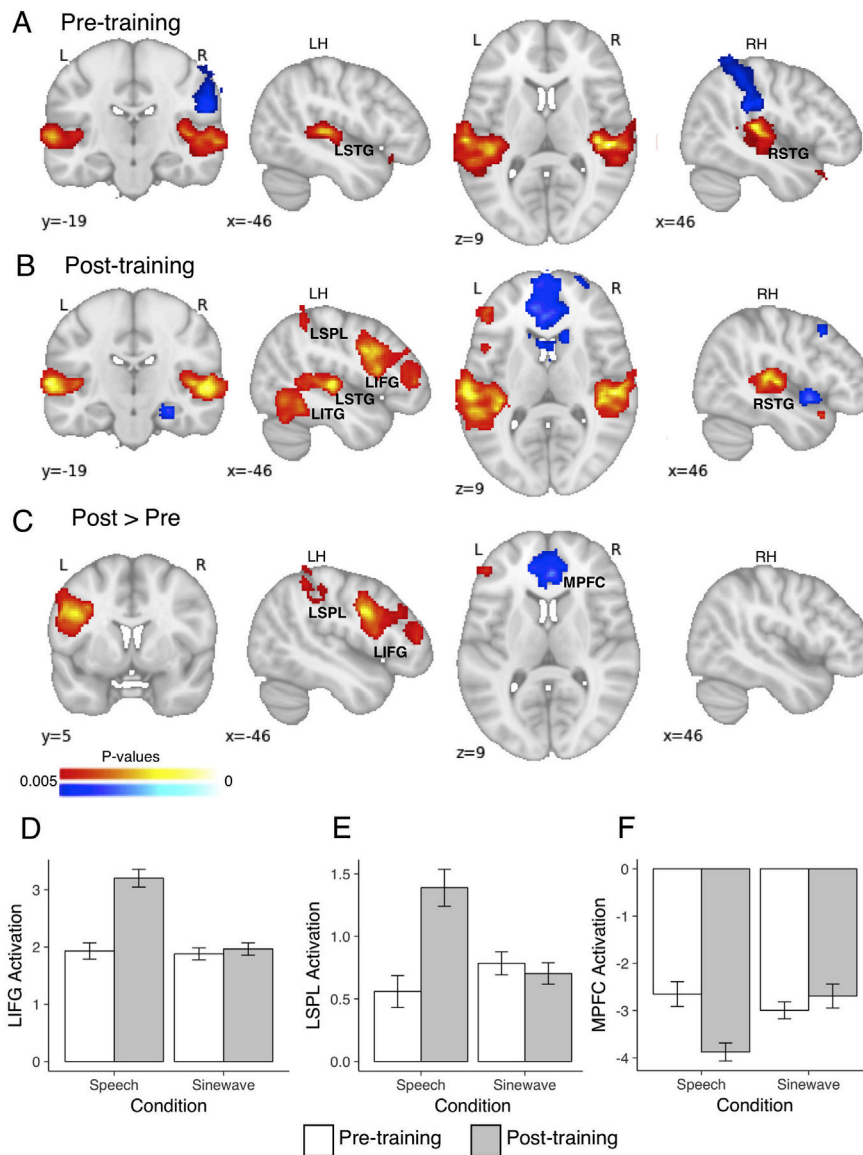 A Pre-training
L R LH L R RH
LSTG RSTG
y=-19 x=-46 z=9 x=46
B Post-training
L R LH L R RH
LSPL
LIFG
LSTG RSTG
LITG
y=-19 x=-46 z=9 x=46
C Post > Pre
L R LH L R RH
LSPL MPFC
LIFG
y=5 x=-46 z=9 x=46
P-values
0.005 0
D
LIFG Activation
3
2
1
0
Speech Sinewave
Condition
E
LSPL Activation
1.5
1.0
0.5
0.0
Speech Sinewave
Condition
F
MPFC Activation
0
-1
-2
-3
-4
Speech Sinewave
Condition
Pre-training Post-training